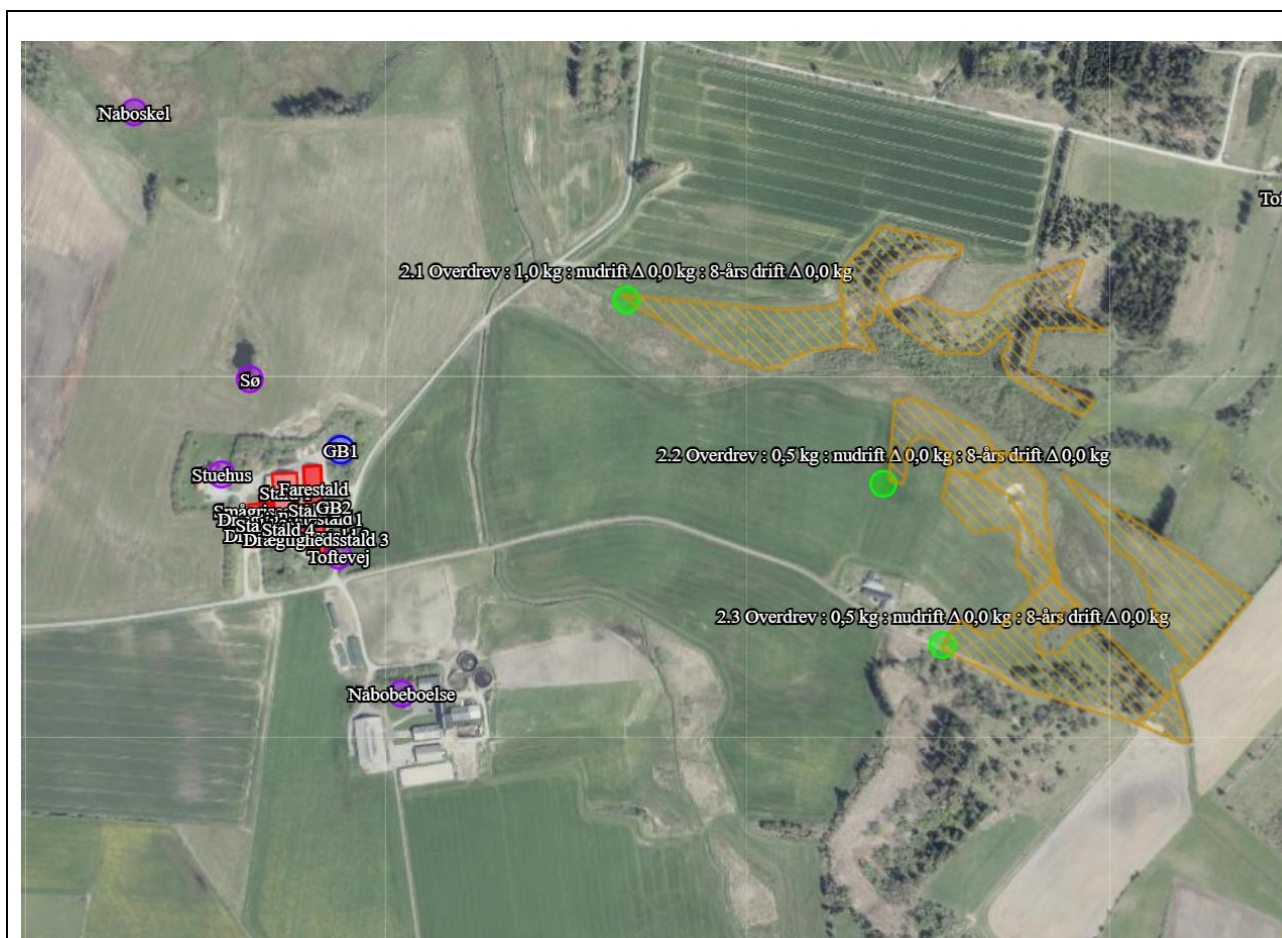 Naboskel
Tof
2.1 Overdrev : 1,0 kg : nudrift Δ 0,0 kg : 8-års drift Δ 0,0 kg
Sø
GB1
2.2 Overdrev : 0,5 kg : nudrift Δ 0,0 kg : 8-års drift Δ 0,0 kg
Stuehus
Farestald
GB2
Stald 4
Drægtighedsstald 3
Toftevej
2.3 Overdrev : 0,5 kg : nudrift Δ 0,0 kg : 8-års drift Δ 0,0 kg
Nabobeboelse